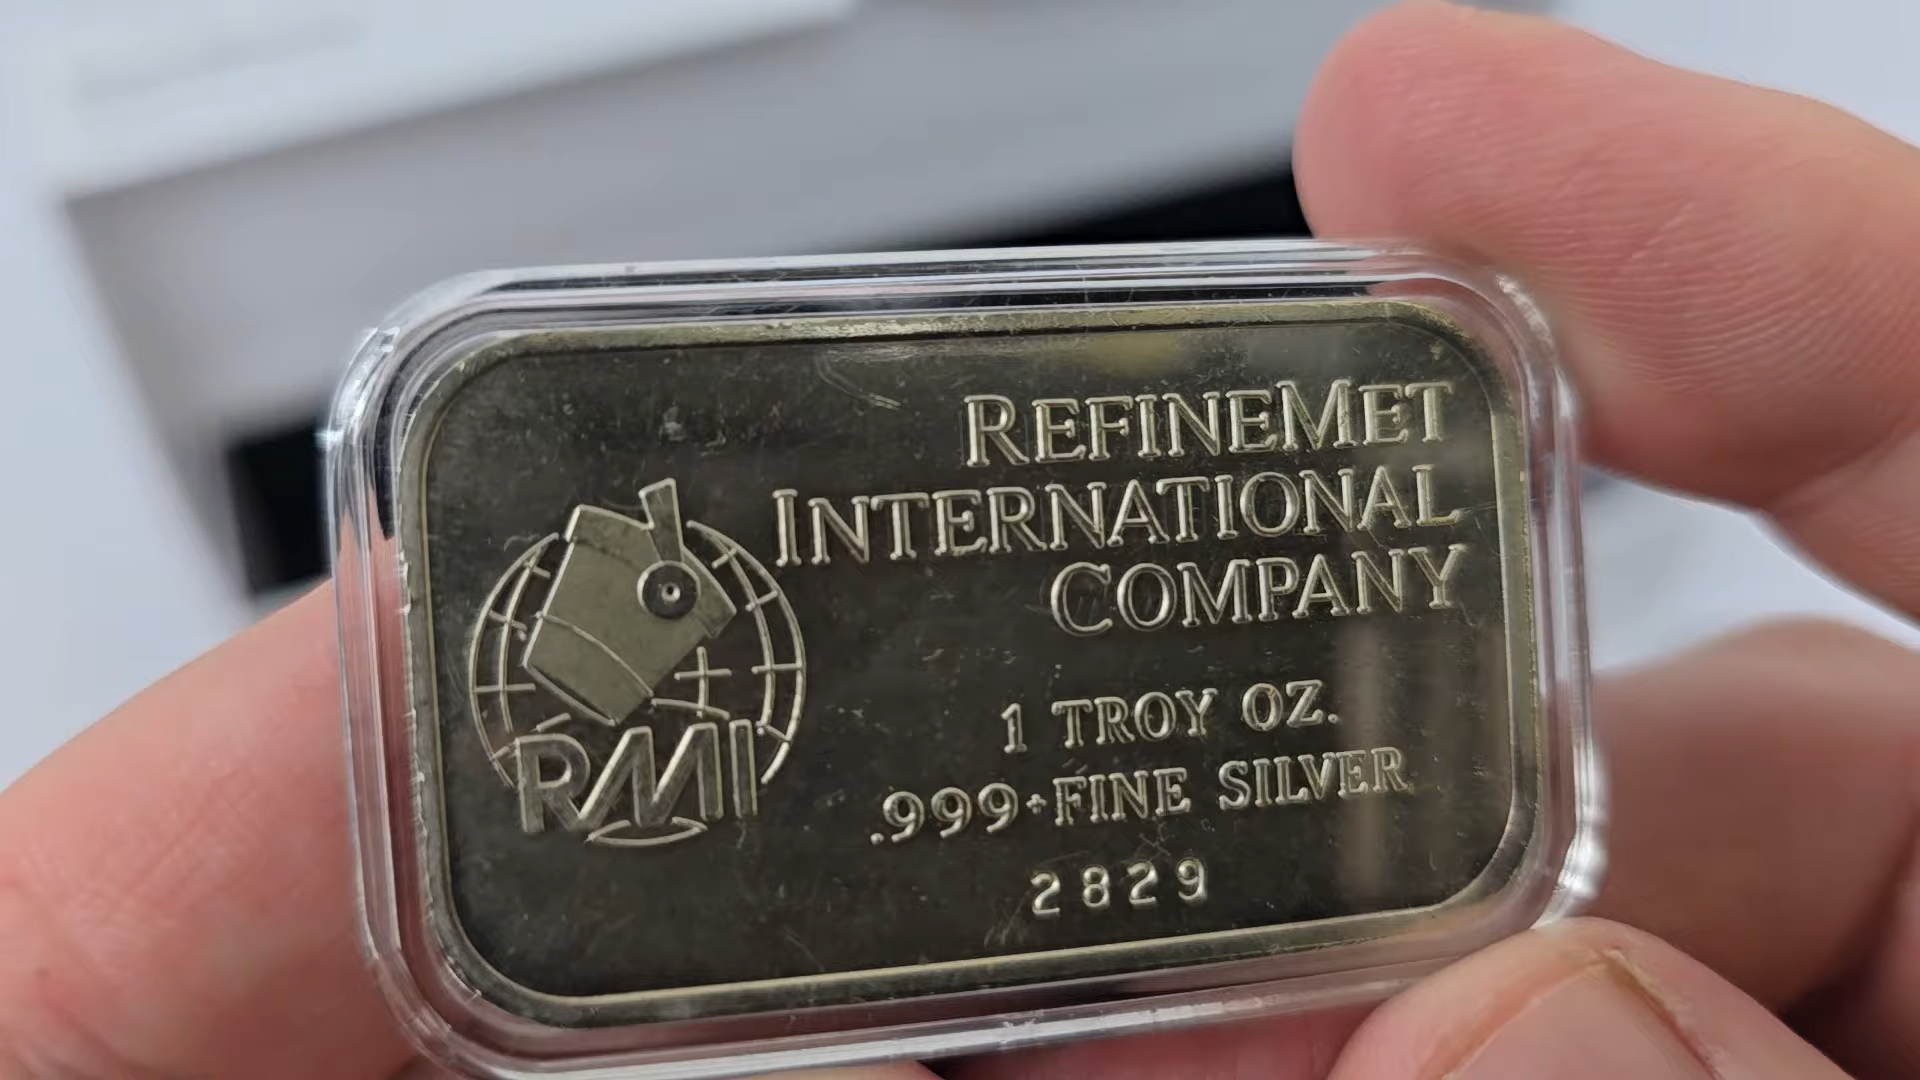 REFINEMET
INTERNATIONAL
COMPANY
1 TROY OZ.
.999+FINE SILVER
2829
RMI